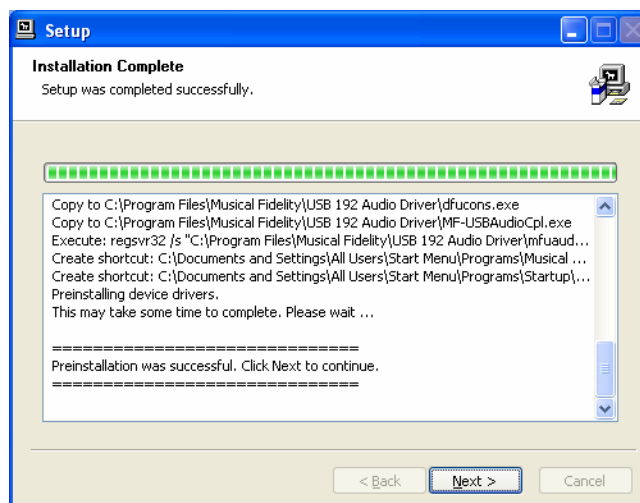 Setup
Installation Complete
Setup was completed successfully.
Copy to C:\Program Files\Musical Fidelity\USB 192 Audio Driver\dfucons.exe
Copy to C:\Program Files\Musical Fidelity\USB 192 Audio Driver\MF-USBAudioCpl.exe
Execute: regsvr32 /s "C:\Program Files\Musical Fidelity\USB 192 Audio Driver\mfuaud...
Create shortcut: C:\Documents and Settings\All Users\Start Menu\Programs\Musical ...
Create shortcut: C:\Documents and Settings\All Users\Start Menu\Programs\Startup\...
Preinstalling device drivers.
This may take some time to complete. Please wait ...
===============================
Preinstallation was successful. Click Next to continue.
===============================
< Back Next > Cancel